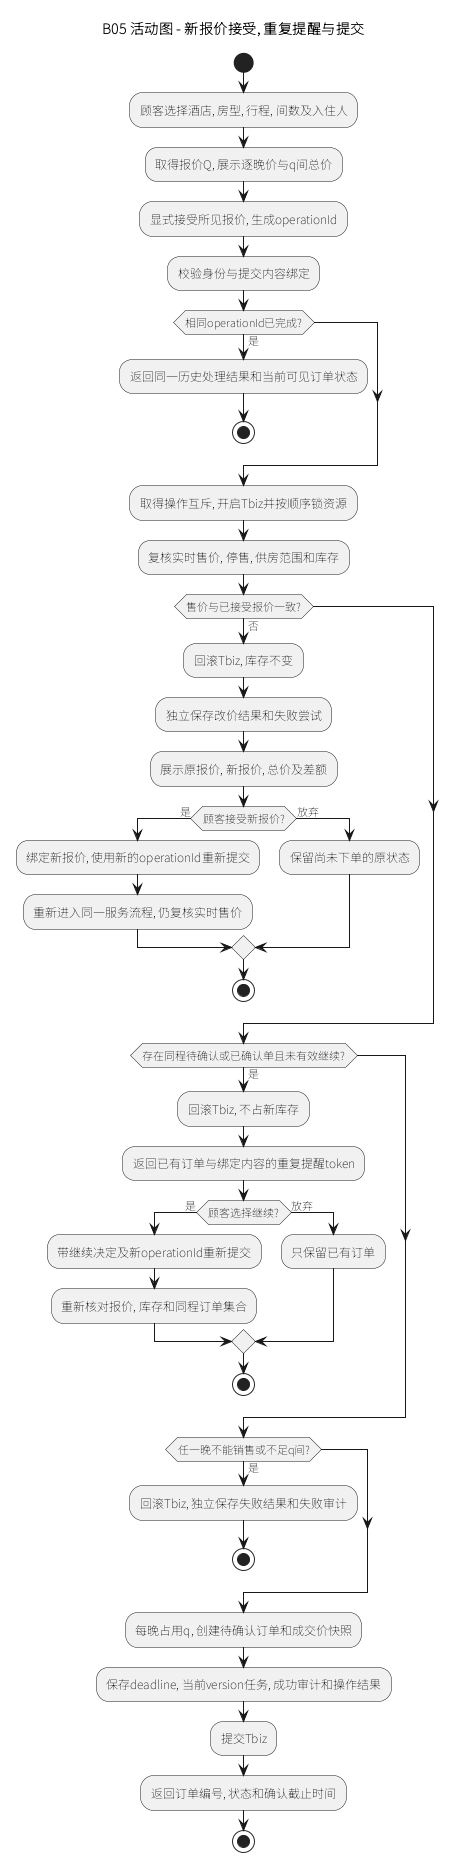 B05 活动图 - 新报价接受, 重复提醒与提交
顾客选择酒店, 房型, 行程, 间数及入住人
取得报价Q, 展示逐晚价与q间总价
显式接受所见报价, 生成operationId
校验身份与提交内容绑定
相同operationId已完成?
是
返回同一历史处理结果和当前可见订单状态
取得操作互斥, 开启Tbiz并按顺序锁资源
复核实时售价, 停售, 供房范围和库存
售价与已接受报价一致?
否
回滚Tbiz, 库存不变
独立保存改价结果和失败尝试
展示原报价, 新报价, 总价及差额
是
顾客接受新报价?
放弃
绑定新报价, 使用新的operationId重新提交
保留尚未下单的原状态
重新进入同一服务流程, 仍复核实时售价
存在同程待确认或已确认单且未有效继续?
是
回滚Tbiz, 不占新库存
返回已有订单与绑定内容的重复提醒token
是
顾客选择继续?
放弃
带继续决定及新operationId重新提交
只保留已有订单
重新核对报价, 库存和同程订单集合
任一晚不能销售或不足q间?
是
回滚Tbiz, 独立保存失败结果和失败审计
每晚占用q, 创建待确认订单和成交价快照
保存deadline, 当前version任务, 成功审计和操作结果
提交Tbiz
返回订单编号, 状态和确认截止时间